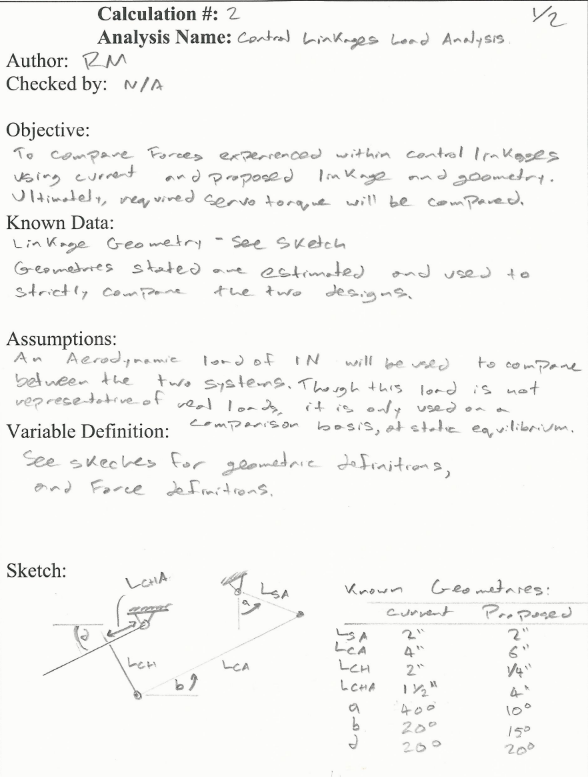 Calculation #: 2
1/2
Analysis Name: Control Linkages Load Analysis.
Author: RM
Checked by: N/A
Objective:
To compare Forces experienced within control linkages
using current and proposed linkage and geometry.
Ultimately, required servo torque will be compared.
Known Data:
Linkage Geometry - See Sketch
Geometries stated are estimated and used to
strictly compare the two designs.
Assumptions:
An Aerodynamic load of 1N will be used to compare
between the two systems. Though this load is not
representative of real loads, it is only used on a
comparison basis, at static equilibrium.
Variable Definition:
See skeches for geometric definitions,
and Force definitions.
Sketch:
LCHA
a
LSA
d
LCH
LCA
b
Known Geometries:
Current Proposed
LSA 2" 2"
LCA 4" 6"
LCH 2" 1/4"
LCHA 1 1/2" 4"
a 40° 10°
b 20° 15°
d 20° 20°